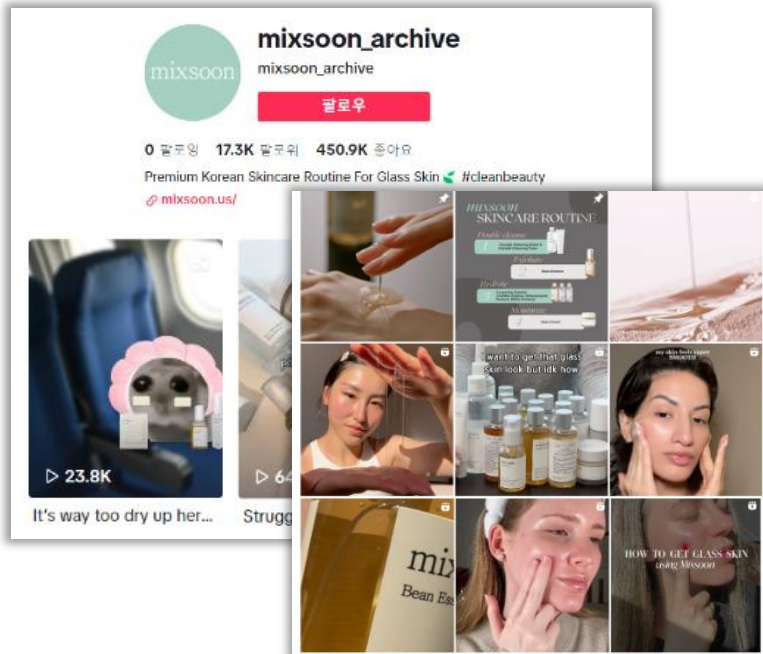 mixsoon
mixsoon_archive
mixsoon_archive
팔로우
0 팔로잉 17.3K 팔로워 450.9K 좋아요
Premium Korean Skincare Routine For Glass Skin #cleanbeauty
mixsoon.us/
23.8K
It's way too dry up her...
64
Strugg
mixsoon
SKINCARE ROUTINE
Double cleanse
Exfoliate
Hydrate
Moisturize
i want to get that glass
skin look but idk how
my skin feels super
SMOOTH
mix
Bean Ess
HOW TO GET GLASS SKIN
using Mixsoon